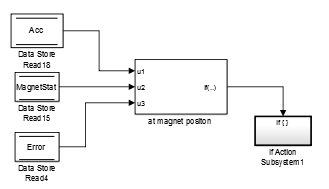 Acc
Data Store
Read18
MagnetStat
Data Store
Read15
Error
Data Store
Read4
u1
u2
u3
if(...)
at magnet positon
If { }
If Action
Subsystem1